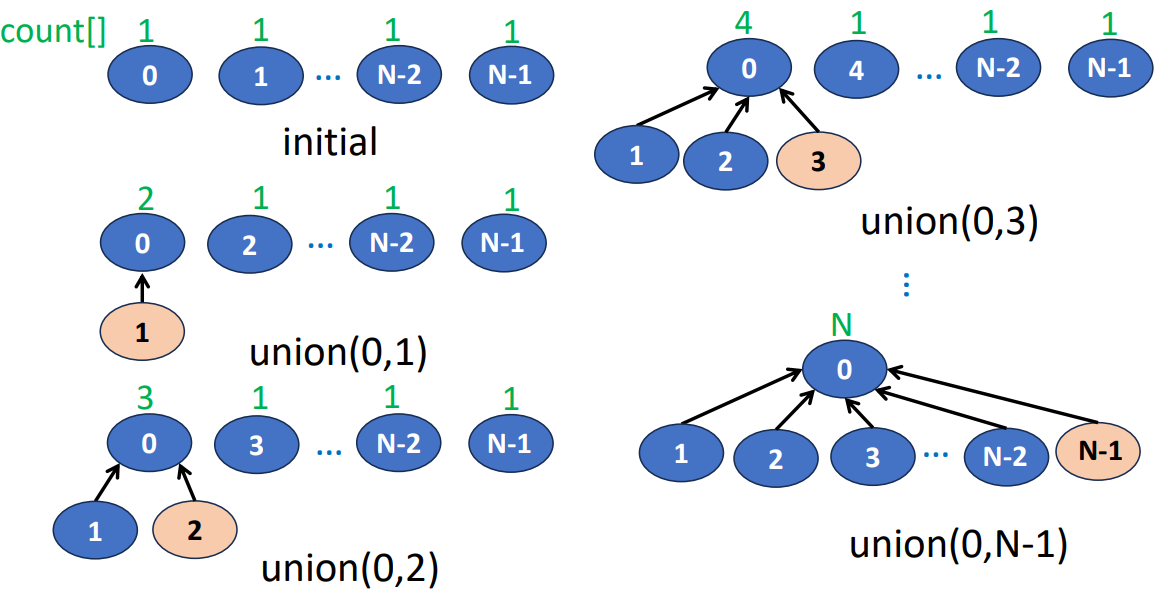 count[] 1 1 1 1
0 1 ... N-2 N-1
initial
2 1 1 1
0 2 ... N-2 N-1
1
union(0,1)
3 1 1 1
0 3 ... N-2 N-1
1 2
union(0,2)
4 1 1 1
0 4 ... N-2 N-1
1 2 3
union(0,3)
⋮
N
0
1 2 3 ... N-2 N-1
union(0,N-1)